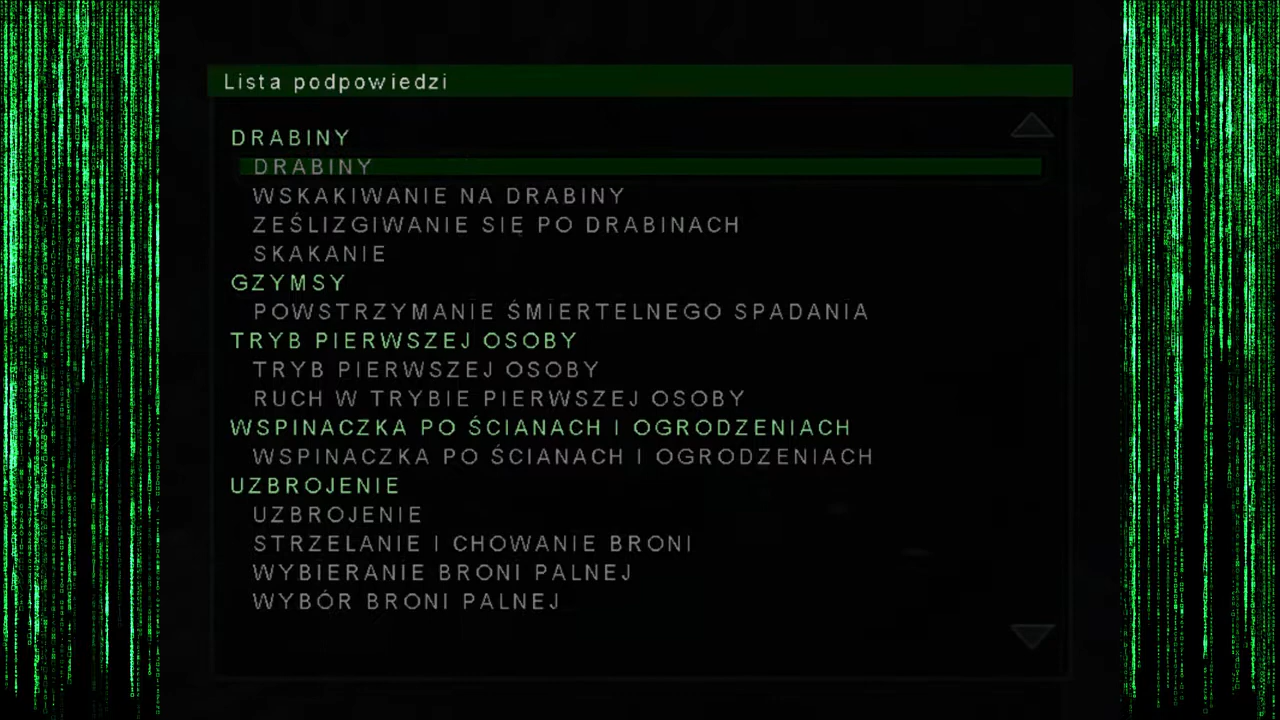 Lista podpowiedzi
DRABINY
DRABINY
WSKAKIWANIE NA DRABINY
ZEŚLIZGIWANIE SIĘ PO DRABINACH
SKAKANIE
GZYMSY
POWSTRZYMANIE ŚMIERTELNEGO SPADANIA
TRYB PIERWSZEJ OSOBY
TRYB PIERWSZEJ OSOBY
RUCH W TRYBIE PIERWSZEJ OSOBY
WSPINACZKA PO ŚCIANACH I OGRODZENIACH
WSPINACZKA PO ŚCIANACH I OGRODZENIACH
UZBROJENIE
UZBROJENIE
STRZELANIE I CHOWANIE BRONI
WYBIERANIE BRONI PALNEJ
WYBÓR BRONI PALNEJ